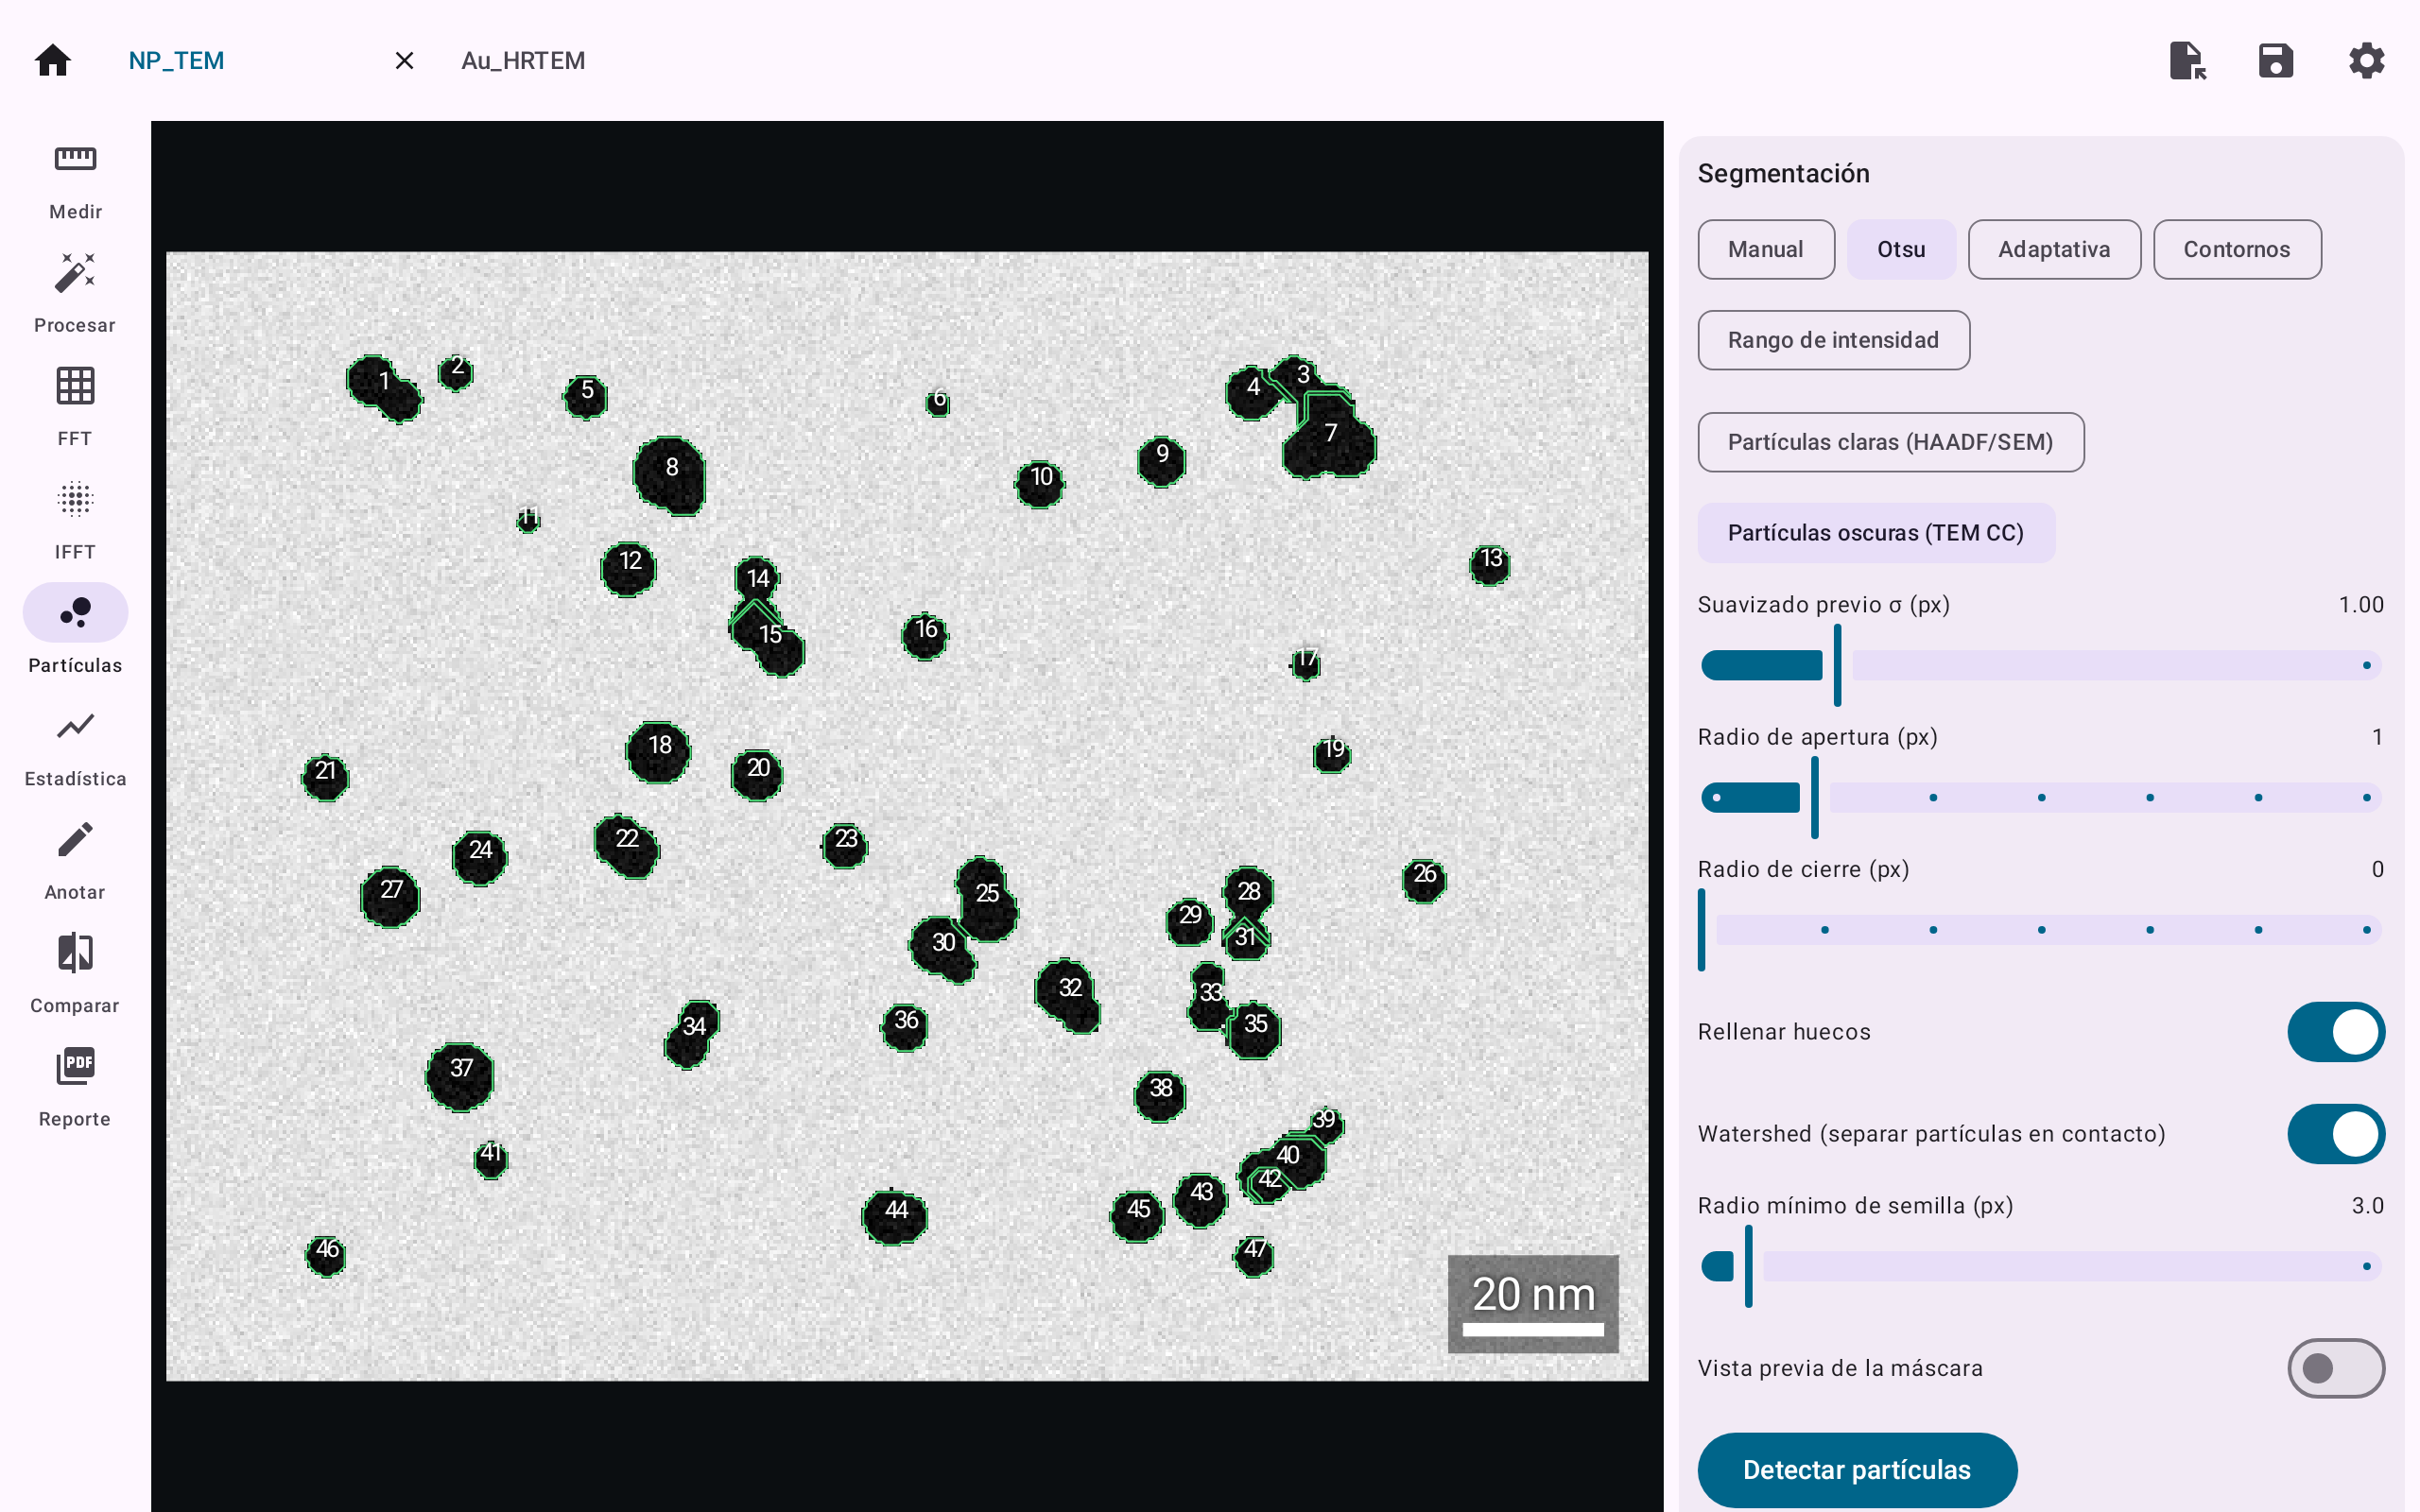 NP_TEM
Au_HRTEM
Medir
Procesar
FFT
IFFT
Partículas
Estadística
Anotar
Comparar
PDF
Reporte
1
2
3
4
5
6
7
8
9
10
11
12
13
14
15
16
17
18
19
20
21
22
23
24
25
26
27
28
29
30
31
32
33
34
35
36
37
38
39
40
41
42
43
44
45
46
47
20 nm
Segmentación
Manual
Otsu
Adaptativa
Contornos
Rango de intensidad
Partículas claras (HAADF/SEM)
Partículas oscuras (TEM CC)
Suavizado previo σ (px) 1.00
Radio de apertura (px) 1
Radio de cierre (px) 0
Rellenar huecos
Watershed (separar partículas en contacto)
Radio mínimo de semilla (px) 3.0
Vista previa de la máscara
Detectar partículas